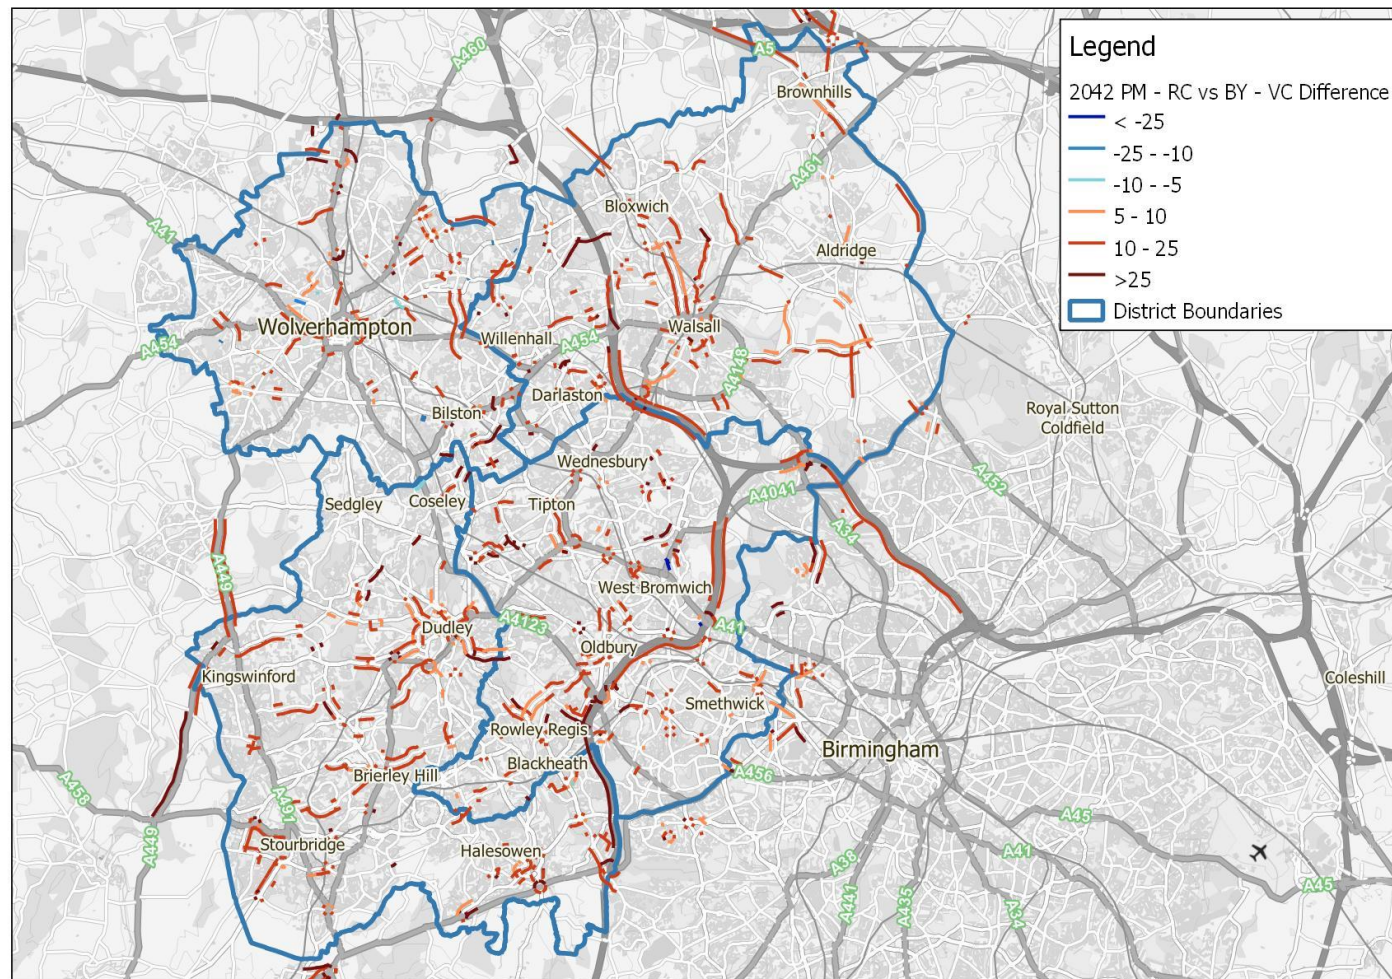 Legend
2042 PM - RC vs BY - VC Difference
< -25
-25 - -10
-10 - -5
5 - 10
10 - 25
>25
District Boundaries
A460
A5
Brownhills
A461
Bloxwich
A41
Aldridge
Wolverhampton
Willenhall
A454
Walsall
A454
A4148
Darlaston
Bilston
Royal Sutton
Coldfield
Wednesbury
A452
Sedgley
Coseley
Tipton
A4041
A34
A449
West Bromwich
Dudley
A4123
A41
Oldbury
Kingswinford
Coleshill
Smethwick
Rowley Regis
Birmingham
Blackheath
Brierley Hill
A456
A458
A491
A45
A449
Stourbridge
Halesowen
A38
A41
A45
A441
A435
A34